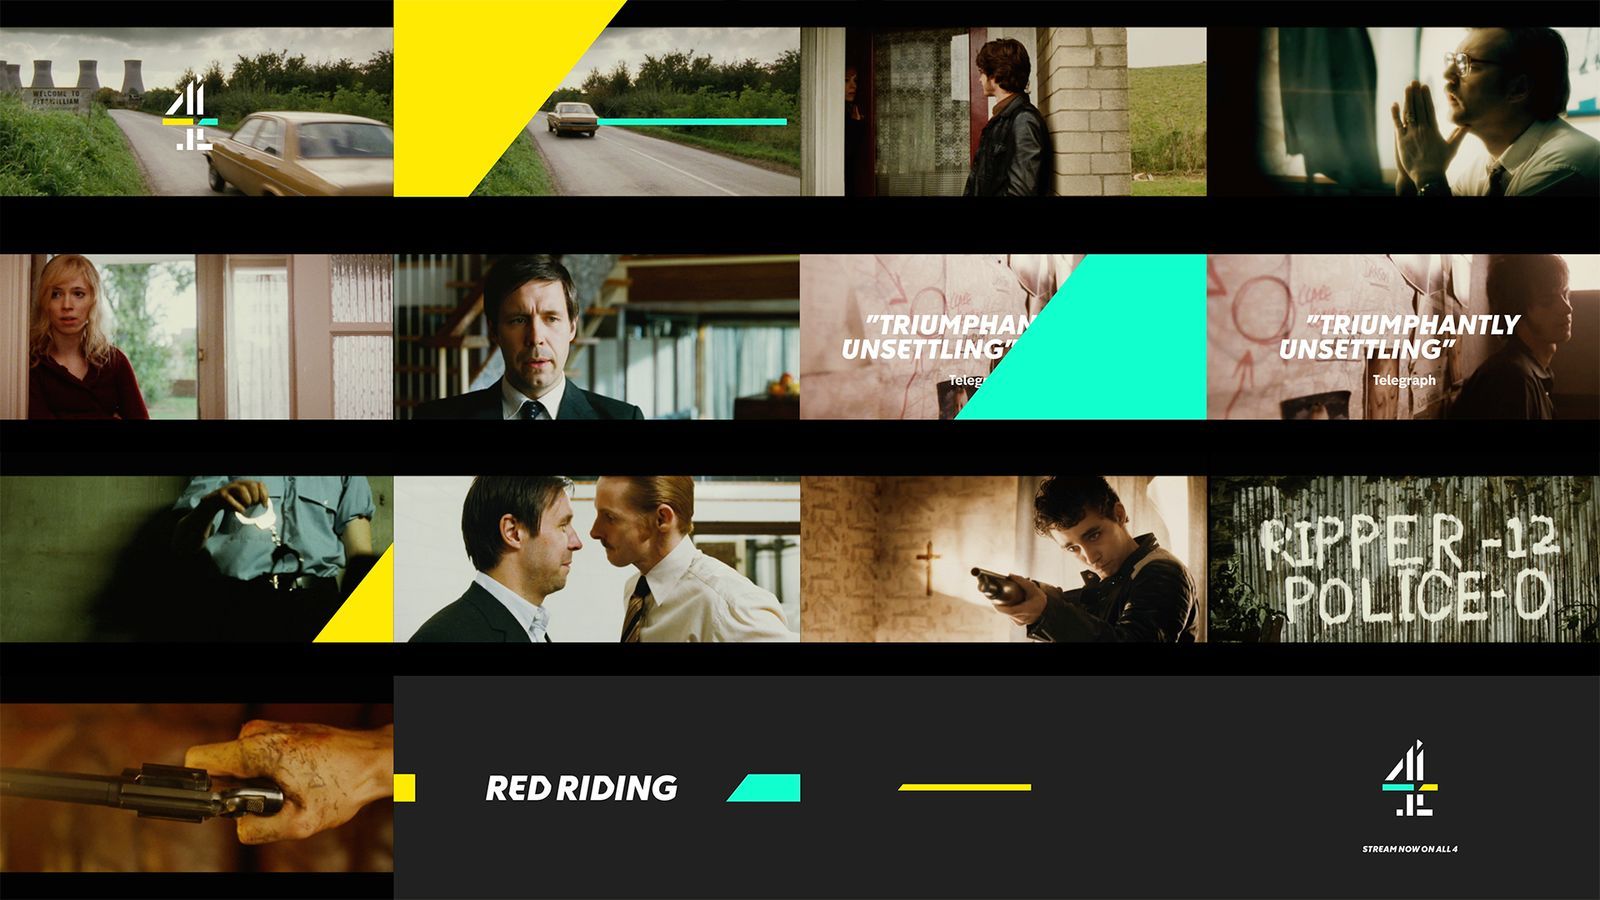 WELCOME TO
FITZWILLIAM
"TRIUMPHAN
UNSETTLING"
Teleg
"TRIUMPHANTLY
UNSETTLING"
Telegraph
RIPPER-12
POLICE-0
RED RIDING
STREAM NOW ON ALL 4